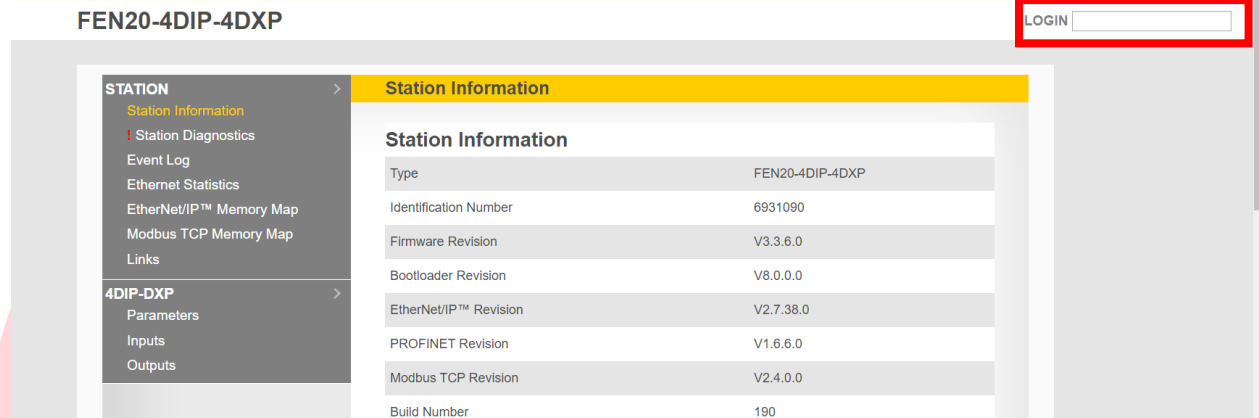 FEN20-4DIP-4DXP
LOGIN
STATION
Station Information
! Station Diagnostics
Event Log
Ethernet Statistics
EtherNet/IP™ Memory Map
Modbus TCP Memory Map
Links
4DIP-DXP
Parameters
Inputs
Outputs
Station Information
Station Information
Type FEN20-4DIP-4DXP
Identification Number 6931090
Firmware Revision V3.3.6.0
Bootloader Revision V8.0.0.0
EtherNet/IP™ Revision V2.7.38.0
PROFINET Revision V1.6.6.0
Modbus TCP Revision V2.4.0.0
Build Number 190